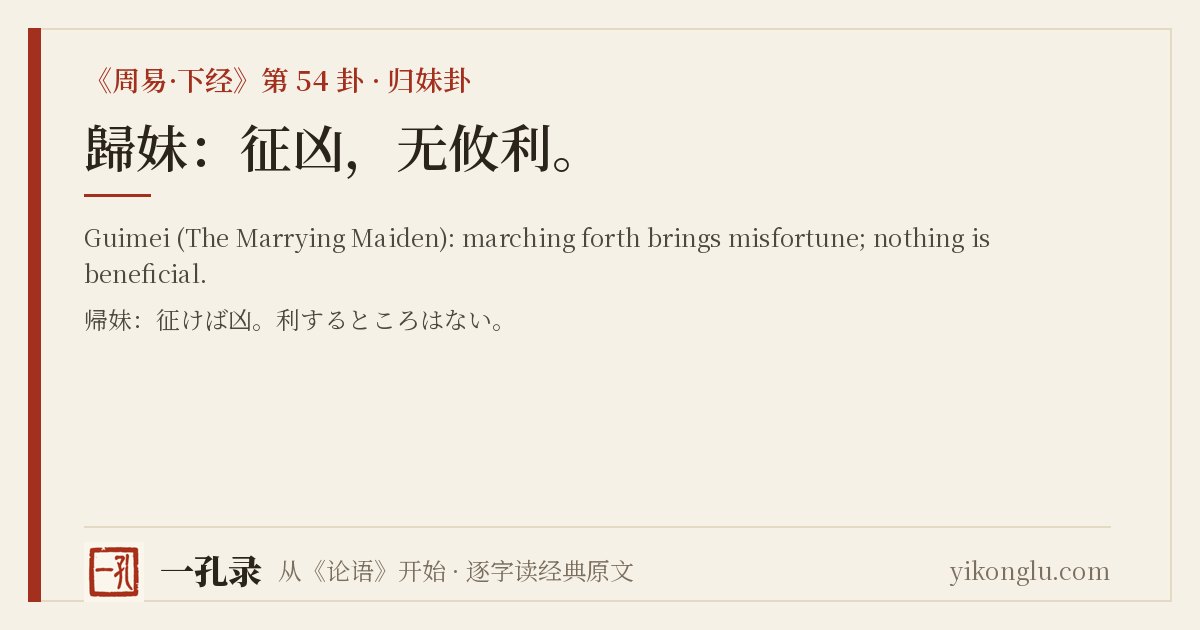 《周易·下经》第 54 卦 · 归妹卦
歸妹：征凶，无攸利。
Guimei (The Marrying Maiden): marching forth brings misfortune; nothing is
beneficial.
帰妹：征けば凶。利するところはない。
一孔
一孔录 从《论语》开始 · 逐字读经典原文 yikonglu.com